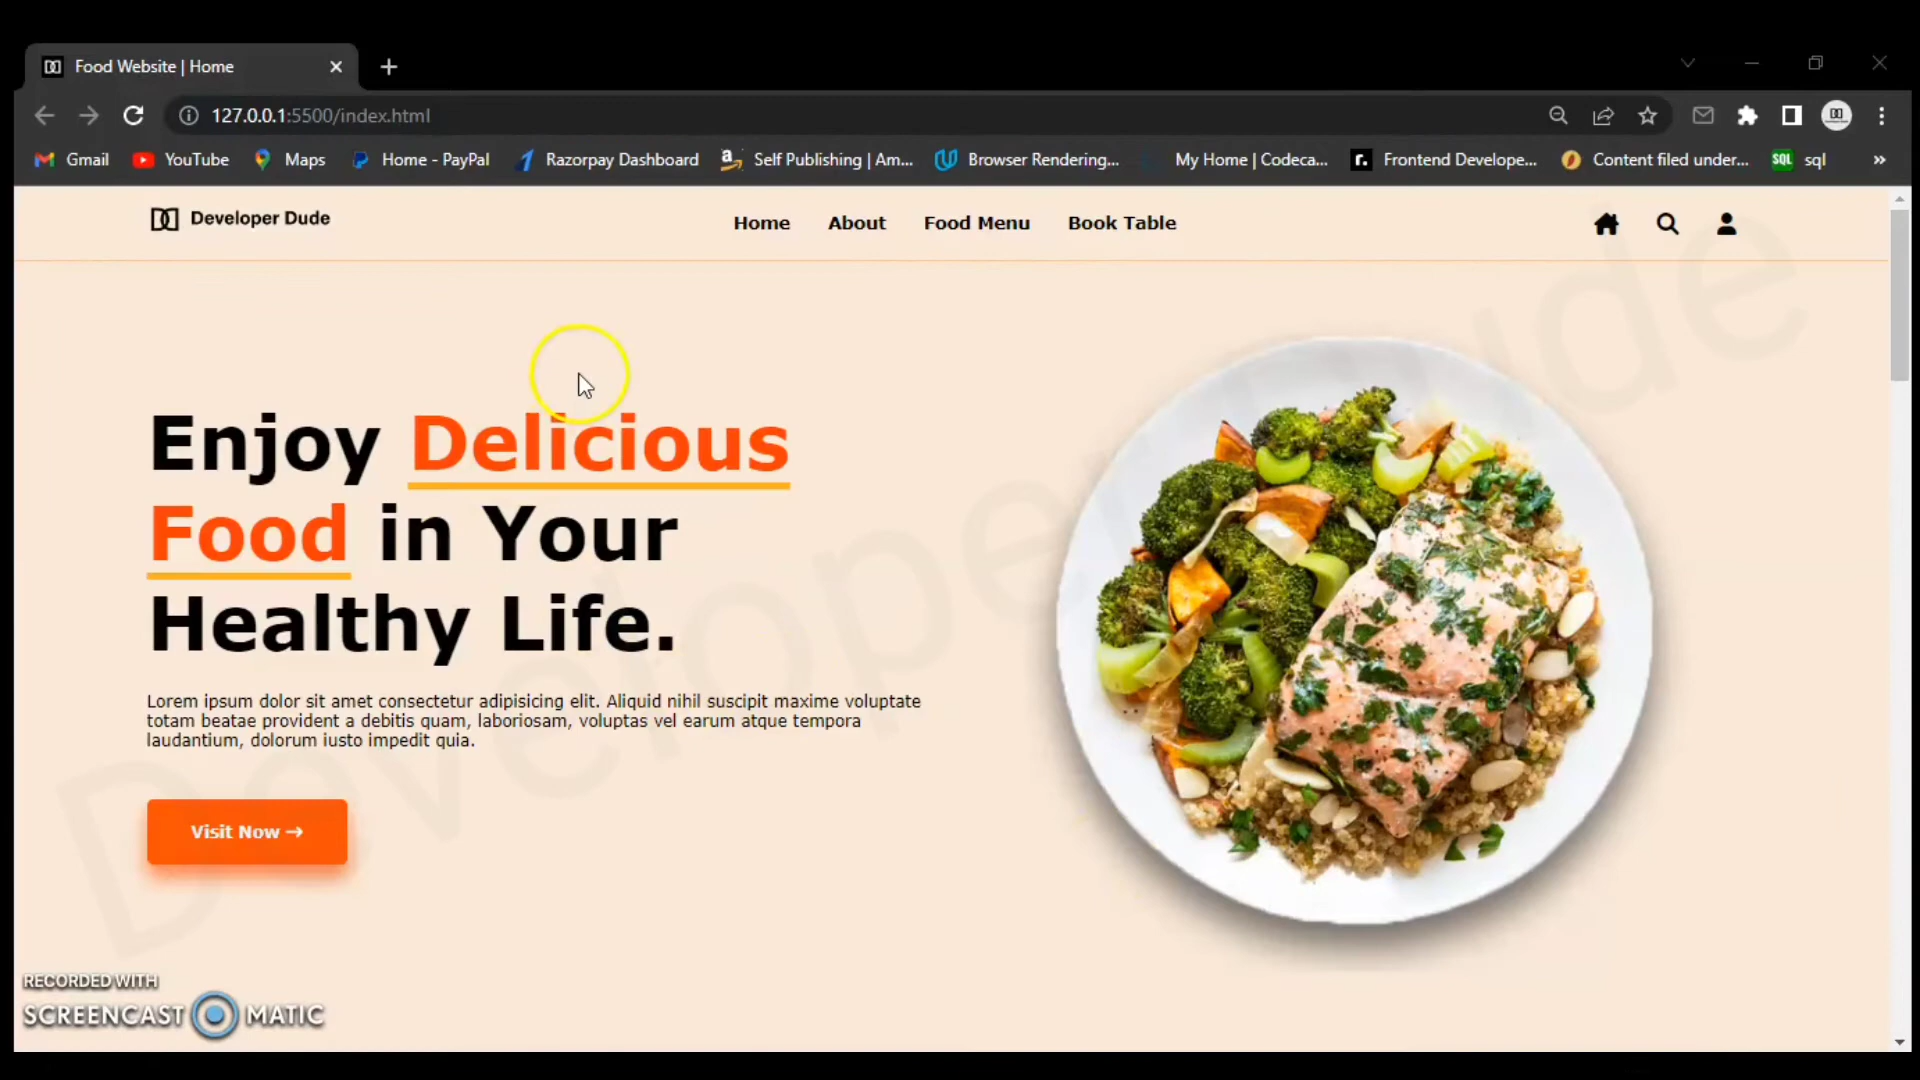 Food Website | Home
127.0.0.1:5500/index.html
Gmail YouTube Maps Home - PayPal Razorpay Dashboard Self Publishing | Am... Browser Rendering... My Home | Codeca... Frontend Develope... Content filed under... SQL sql »
Developer Dude Home About Food Menu Book Table
Enjoy Delicious
Food in Your
Healthy Life.
Lorem ipsum dolor sit amet consectetur adipisicing elit. Aliquid nihil suscipit maxime voluptate
totam beatae provident a debitis quam, laboriosam, voluptas vel earum atque tempora
laudantium, dolorum iusto impedit quia.
Visit Now →
Developer Dude
RECORDED WITH
SCREENCAST MATIC